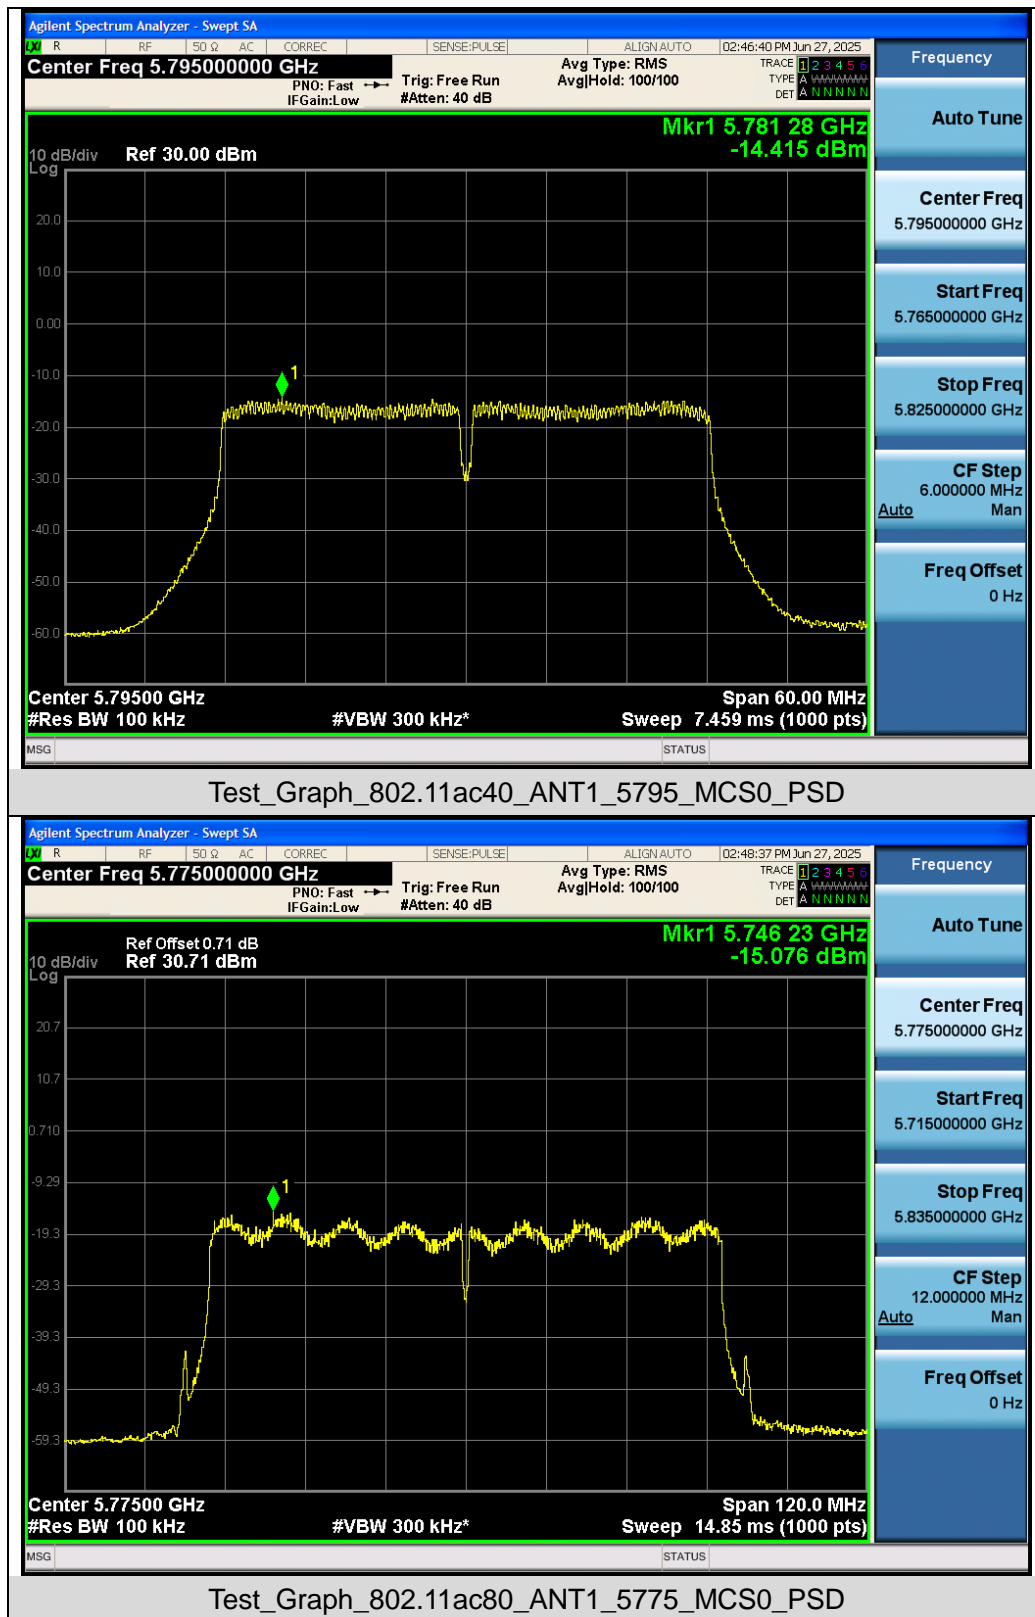 Agilent Spectrum Analyzer - Swept SA
LXI R RF 50 Ω AC CORREC SENSE:PULSE ALIGN AUTO 02:46:40 PM Jun 27, 2025
Center Freq 5.795000000 GHz
PNO: Fast
IFGain:Low
Trig: Free Run
#Atten: 40 dB
Avg Type: RMS
Avg|Hold: 100/100
TRACE 1 2 3 4 5 6
TYPE A WWWWW
DET A N N N N N
Mkr1 5.781 28 GHz
-14.415 dBm
10 dB/div Ref 30.00 dBm
Log
20.0
10.0
0.00
-10.0
-20.0
-30.0
-40.0
-50.0
-60.0
1
Center 5.79500 GHz Span 60.00 MHz
#Res BW 100 kHz #VBW 300 kHz* Sweep 7.459 ms (1000 pts)
MSG STATUS
Frequency
Auto Tune
Center Freq
5.795000000 GHz
Start Freq
5.765000000 GHz
Stop Freq
5.825000000 GHz
CF Step
6.000000 MHz
Auto Man
Freq Offset
0 Hz
Test_Graph_802.11ac40_ANT1_5795_MCS0_PSD
Agilent Spectrum Analyzer - Swept SA
LXI R RF 50 Ω AC CORREC SENSE:PULSE ALIGN AUTO 02:48:37 PM Jun 27, 2025
Center Freq 5.775000000 GHz
PNO: Fast
IFGain:Low
Trig: Free Run
#Atten: 40 dB
Avg Type: RMS
Avg|Hold: 100/100
TRACE 1 2 3 4 5 6
TYPE A WWWWW
DET A N N N N N
Mkr1 5.746 23 GHz
-15.076 dBm
Ref Offset 0.71 dB
10 dB/div Ref 30.71 dBm
Log
20.7
10.7
0.710
-9.29
-19.3
-29.3
-39.3
-49.3
-59.3
1
Center 5.77500 GHz Span 120.0 MHz
#Res BW 100 kHz #VBW 300 kHz* Sweep 14.85 ms (1000 pts)
MSG STATUS
Frequency
Auto Tune
Center Freq
5.775000000 GHz
Start Freq
5.715000000 GHz
Stop Freq
5.835000000 GHz
CF Step
12.000000 MHz
Auto Man
Freq Offset
0 Hz
Test_Graph_802.11ac80_ANT1_5775_MCS0_PSD